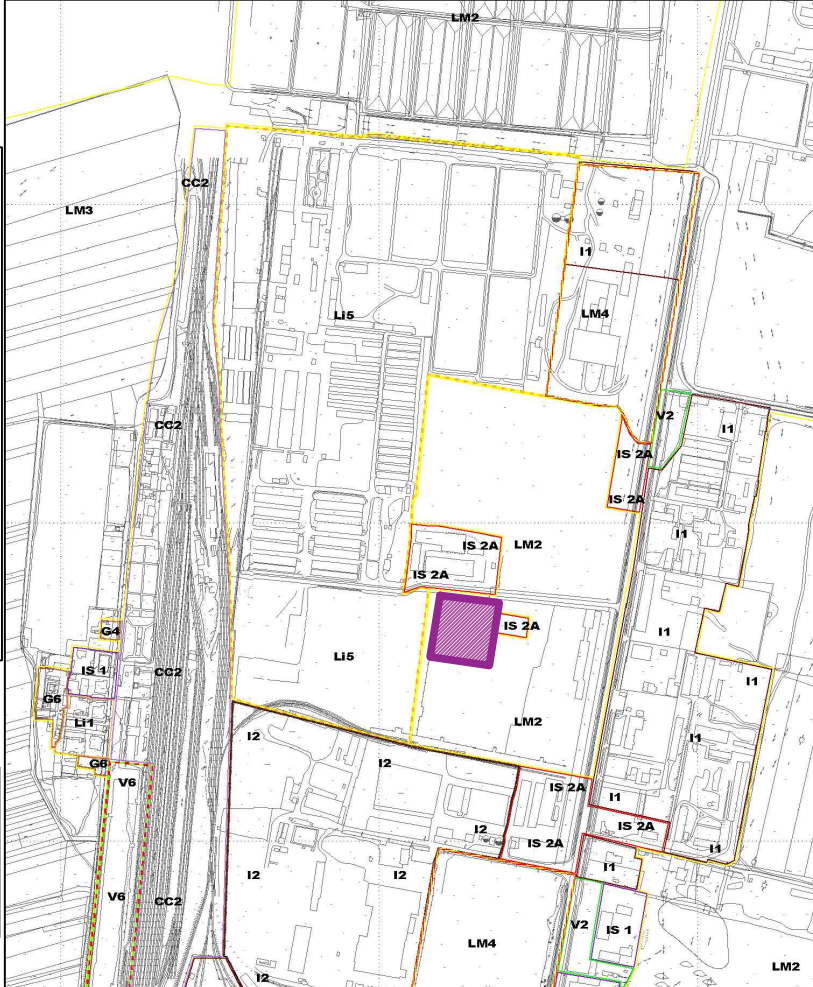 LM2
CC2
LM3
I1
Li5
LM4
V2
I1
CC2
IS 2A
IS 2A
I1
IS 2A
LM2
IS 2A
G4
IS 2A
I1
IS 1
CC2
Li5
I1
G6
Li1
LM2
I1
I2
G6
I2
V6
IS 2A
I1
I2
IS 2A
IS 2A
I1
I1
I2
I2
V6
CC2
V2
IS 1
LM4
LM2
I2